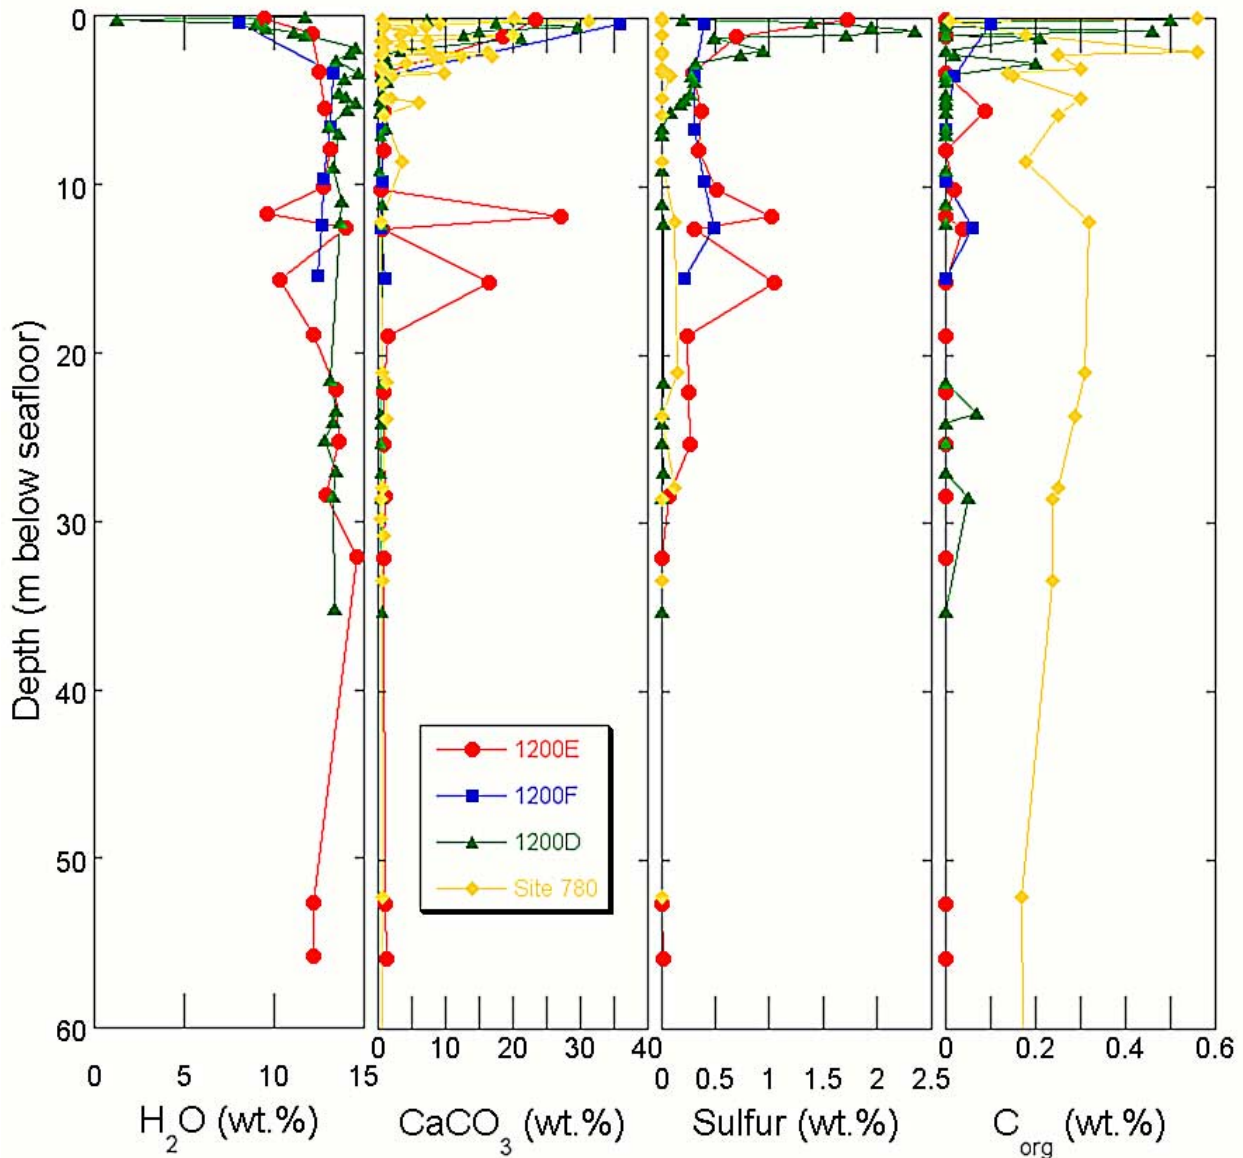 0
10
20
30
40
50
60
Depth (m below seafloor)
1200E
1200F
1200D
Site 780
0 5 10 15
H2O (wt.%)
0 10 20 30 40
CaCO3 (wt.%)
0 0.5 1 1.5 2 2.5
Sulfur (wt.%)
0 0.2 0.4 0.6
Corg (wt.%)